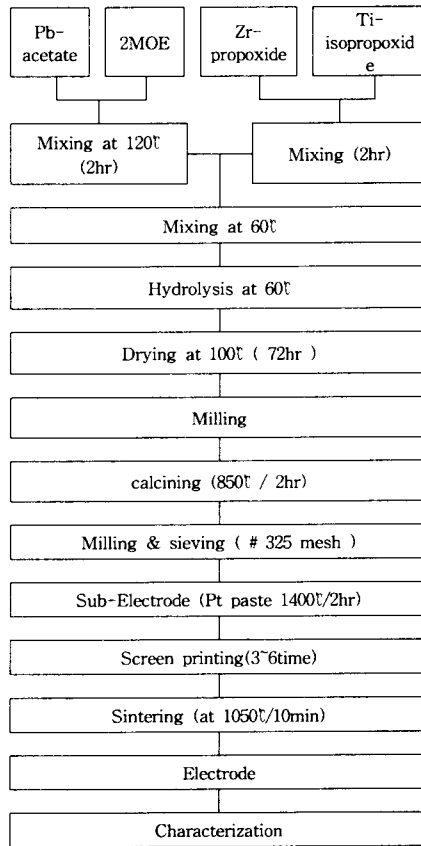 Pb-
acetate
2MOE
Zr-
propoxide
Ti-
isopropoxid
e
Mixing at 120℃
(2hr)
Mixing (2hr)
Mixing at 60℃
Hydrolysis at 60℃
Drying at 100℃ ( 72hr )
Milling
calcining (850℃ / 2hr)
Milling & sieving ( # 325 mesh )
Sub-Electrode (Pt paste 1400℃/2hr)
Screen printing(3~6time)
Sintering (at 1050℃/10min)
Electrode
Characterization